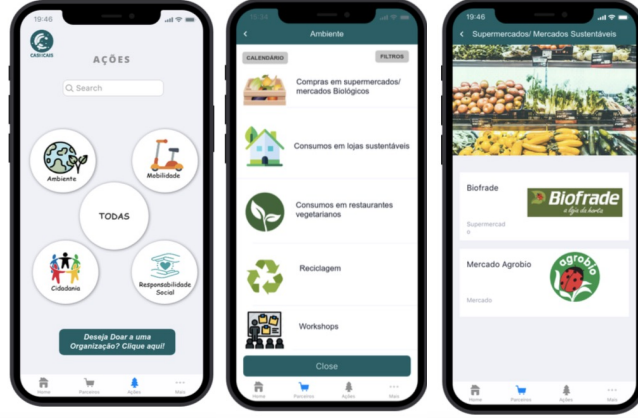 19:46
CASHCAIS
AÇÕES
Search
Ambiente
Mobilidade
TODAS
Cidadania
Responsabilidade
Social
Deseja Doar a uma
Organização? Clique aqui!
Home
Parceiros
Ações
Mais
Ambiente
CALENDÁRIO
FILTROS
Compras em supermercados/
mercados Biológicos
Consumos em lojas sustentáveis
Consumos em restaurantes
vegetarianos
Reciclagem
Workshops
Close
Home
Parceiros
Ações
Mais
19:46
Supermercados/ Mercados Sustentáveis
Biofrade
Biofrade
a loja da horta
Supermercad
o
Mercado Agrobio
agrobio
Mercado
Home
Parceiros
Ações
Mais